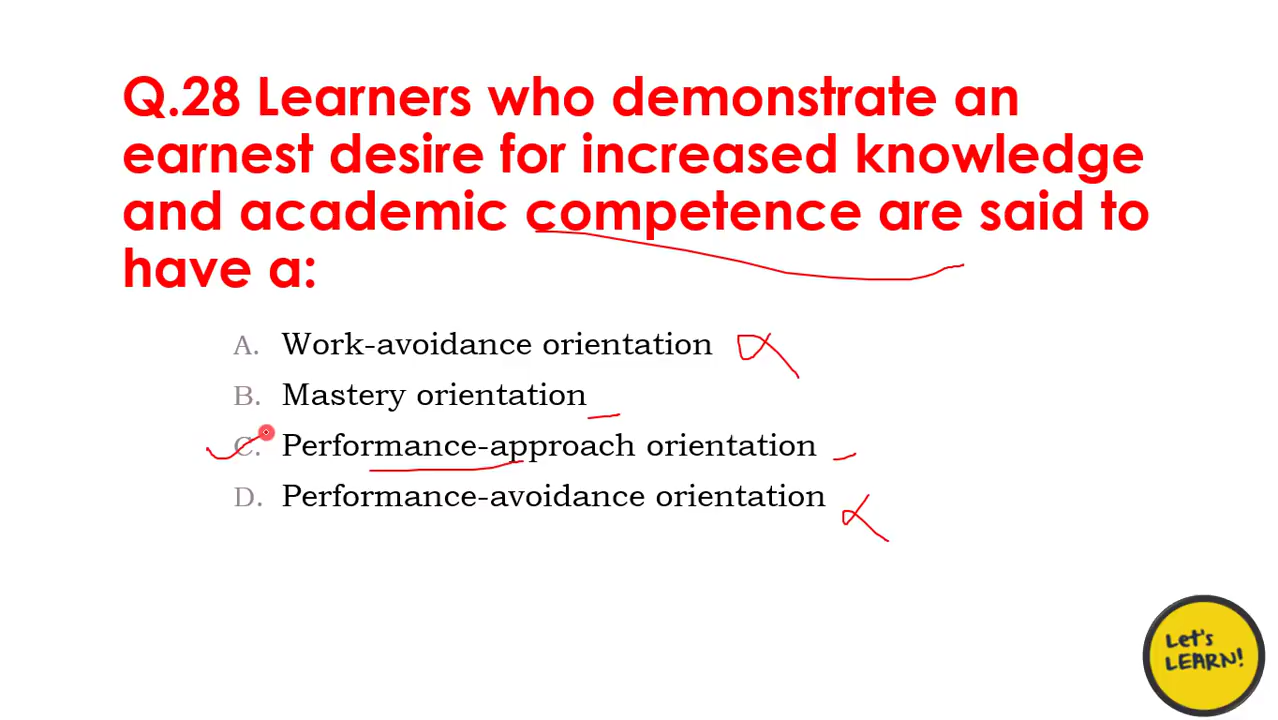 Q.28 Learners who demonstrate an
earnest desire for increased knowledge
and academic competence are said to
have a:
A. Work-avoidance orientation
B. Mastery orientation
C. Performance-approach orientation
D. Performance-avoidance orientation
Let's
LEARN!